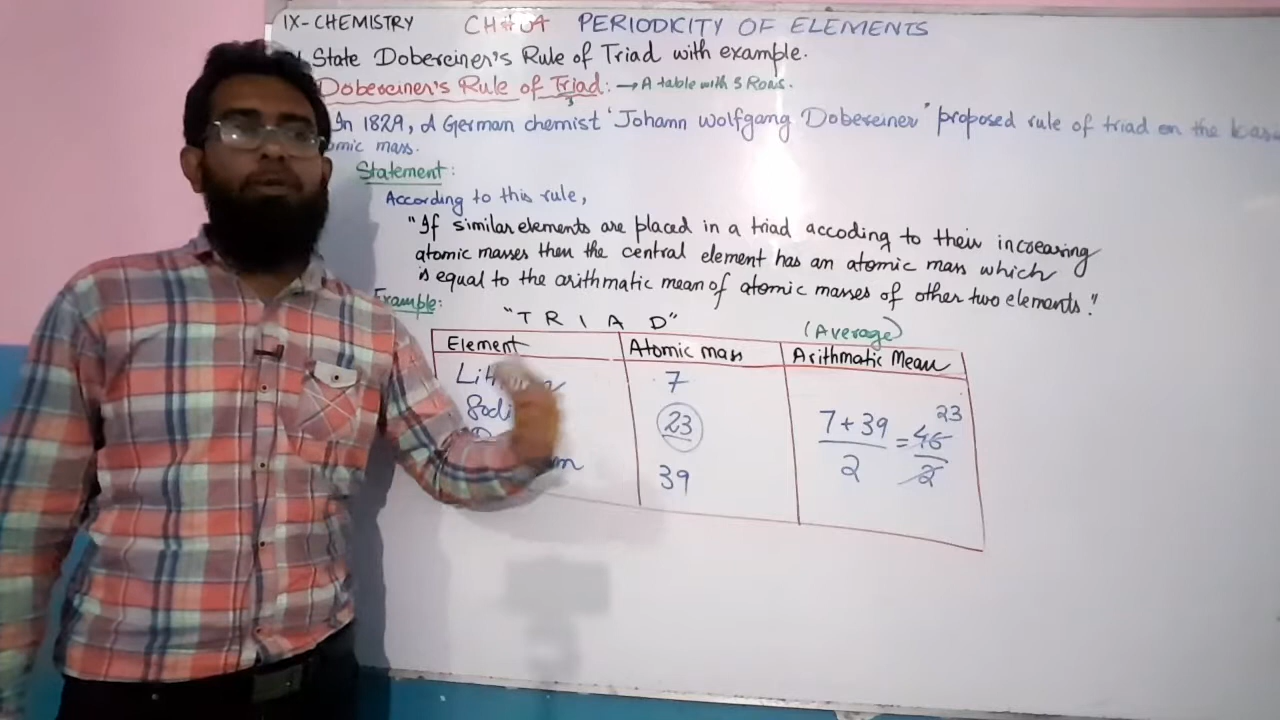 IX- CHEMISTRY CH# 04 PERIODICITY OF ELEMENTS
State Dobereiner's Rule of Triad with example.
Dobereiner's Rule of Triad: → A table with 3 Rows.
3
In 1829, A German chemist 'Johann Wolfgang Dobereiner' proposed rule of triad on the
mass.
Statement:
According to this rule,
"If similar elements are placed in a triad accoding to their increasing
atomic masses then the central element has an atomic mass which
is equal to the arithmatic mean of atomic masses of other two elements."
Example:
"T R I A D" (Average)
Element Atomic mass Arithmatic Mean
7
23 7+39/2 = 46/2 23
39